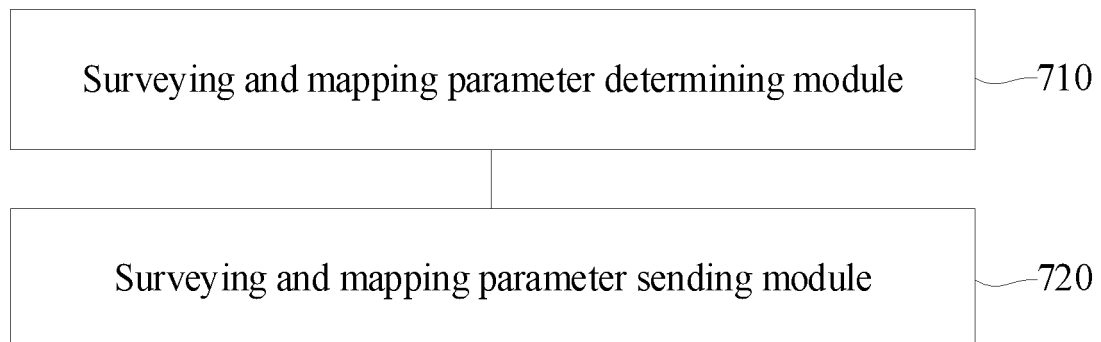 Surveying and mapping parameter determining module
710
Surveying and mapping parameter sending module
720